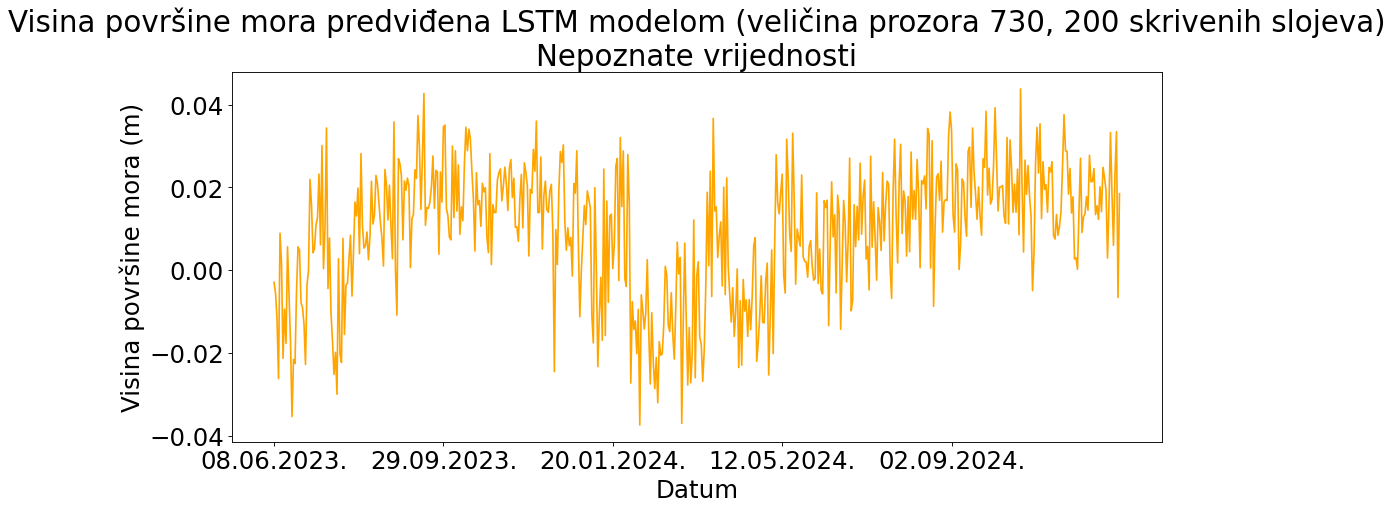 Visina površine mora predviđena LSTM modelom (veličina prozora 730, 200 skrivenih slojeva)
Nepoznate vrijednosti
Visina površine mora (m)
0.04
0.02
0.00
−0.02
−0.04
08.06.2023. 29.09.2023. 20.01.2024. 12.05.2024. 02.09.2024.
Datum